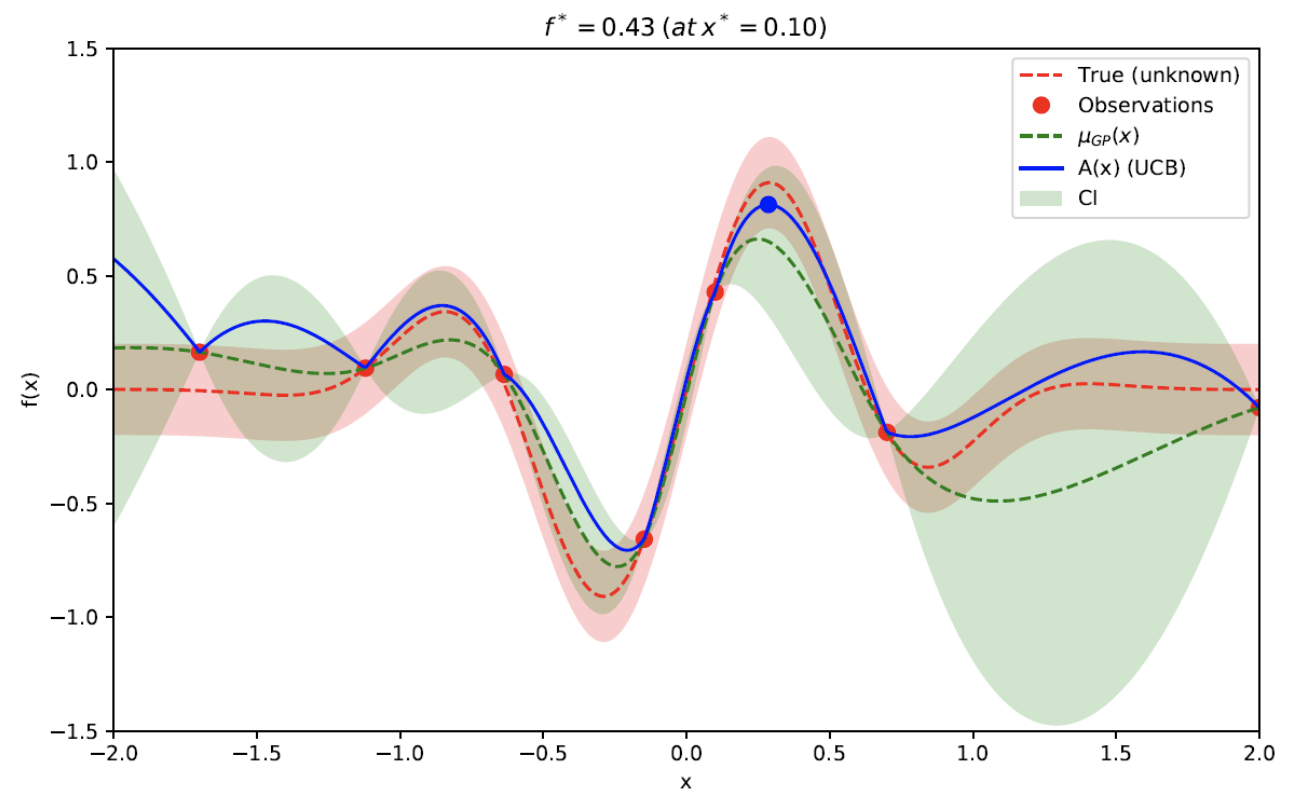 f* = 0.43 (at x* = 0.10)
1.5
1.0
0.5
0.0
−0.5
−1.0
−1.5
f(x)
True (unknown)
Observations
μGP(x)
A(x) (UCB)
CI
−2.0 −1.5 −1.0 −0.5 0.0 0.5 1.0 1.5 2.0
x